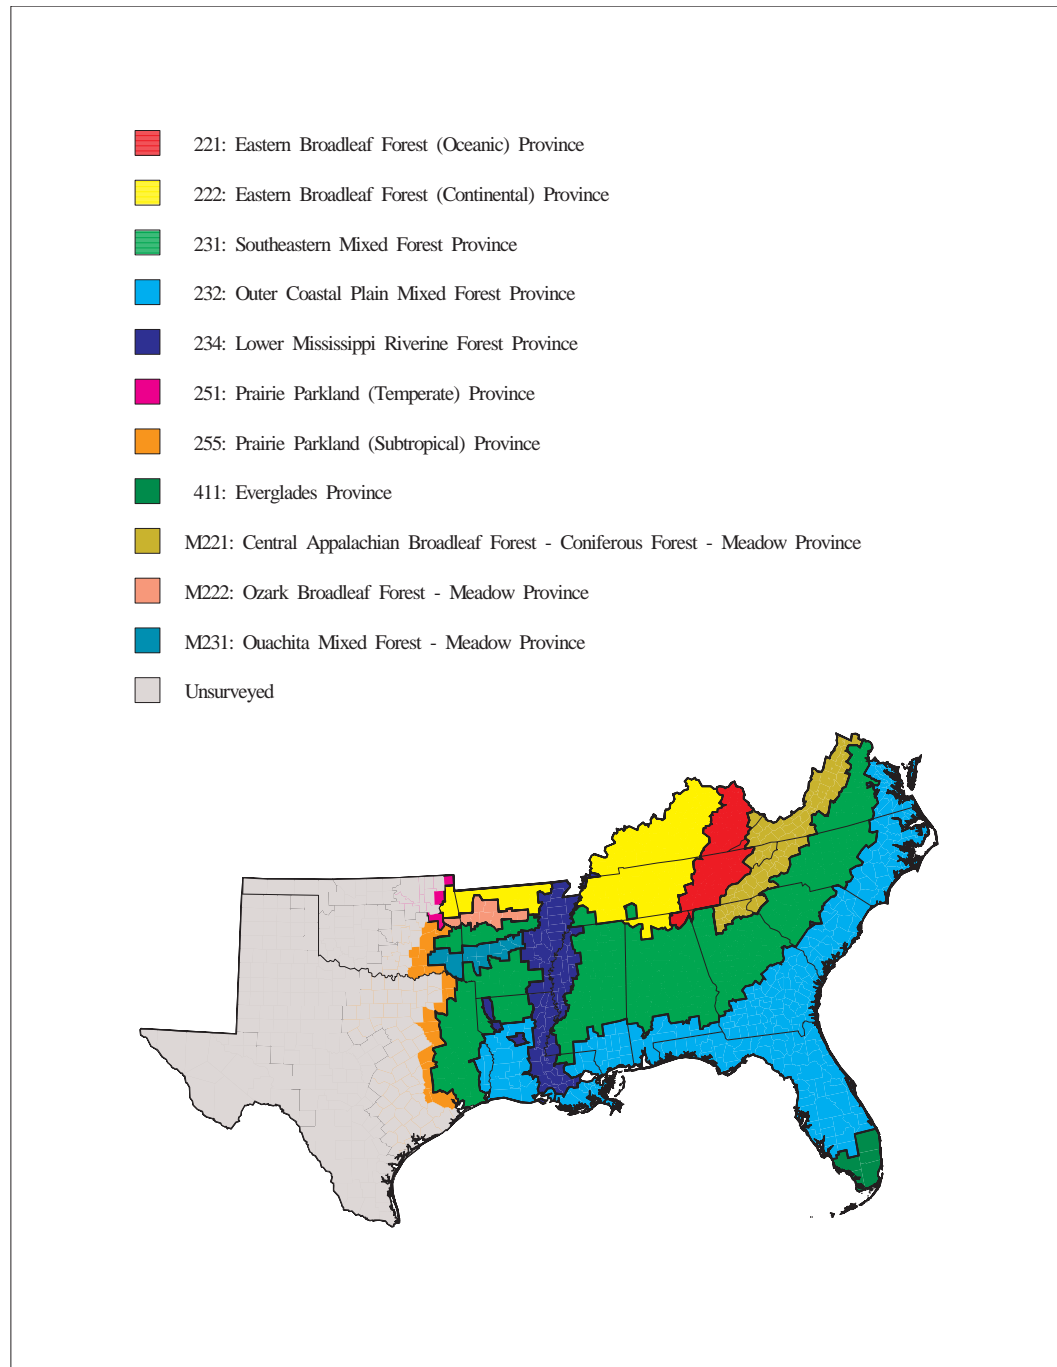 221: Eastern Broadleaf Forest (Oceanic) Province
222: Eastern Broadleaf Forest (Continental) Province
231: Southeastern Mixed Forest Province
232: Outer Coastal Plain Mixed Forest Province
234: Lower Mississippi Riverine Forest Province
251: Prairie Parkland (Temperate) Province
255: Prairie Parkland (Subtropical) Province
411: Everglades Province
M221: Central Appalachian Broadleaf Forest - Coniferous Forest - Meadow Province
M222: Ozark Broadleaf Forest - Meadow Province
M231: Ouachita Mixed Forest - Meadow Province
Unsurveyed